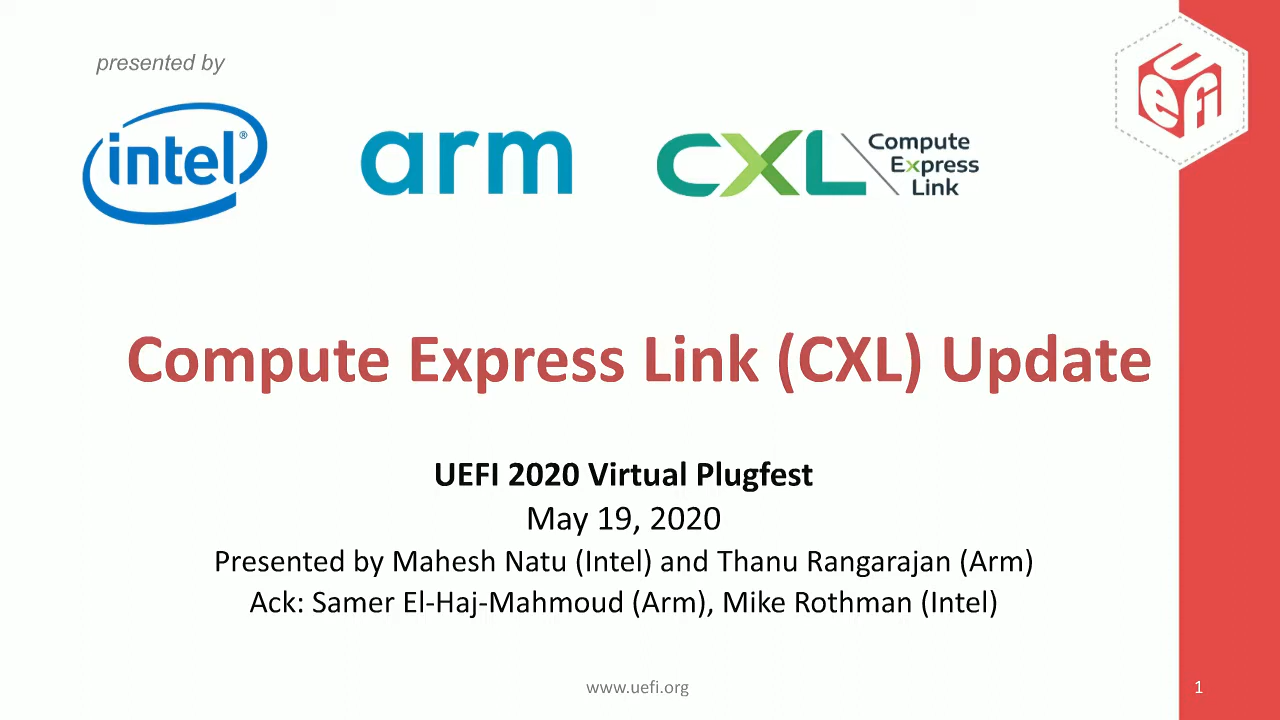 presented by
intel®
arm
CXL Compute
Express
Link
UEFI
Compute Express Link (CXL) Update
UEFI 2020 Virtual Plugfest
May 19, 2020
Presented by Mahesh Natu (Intel) and Thanu Rangarajan (Arm)
Ack: Samer El-Haj-Mahmoud (Arm), Mike Rothman (Intel)
www.uefi.org
1